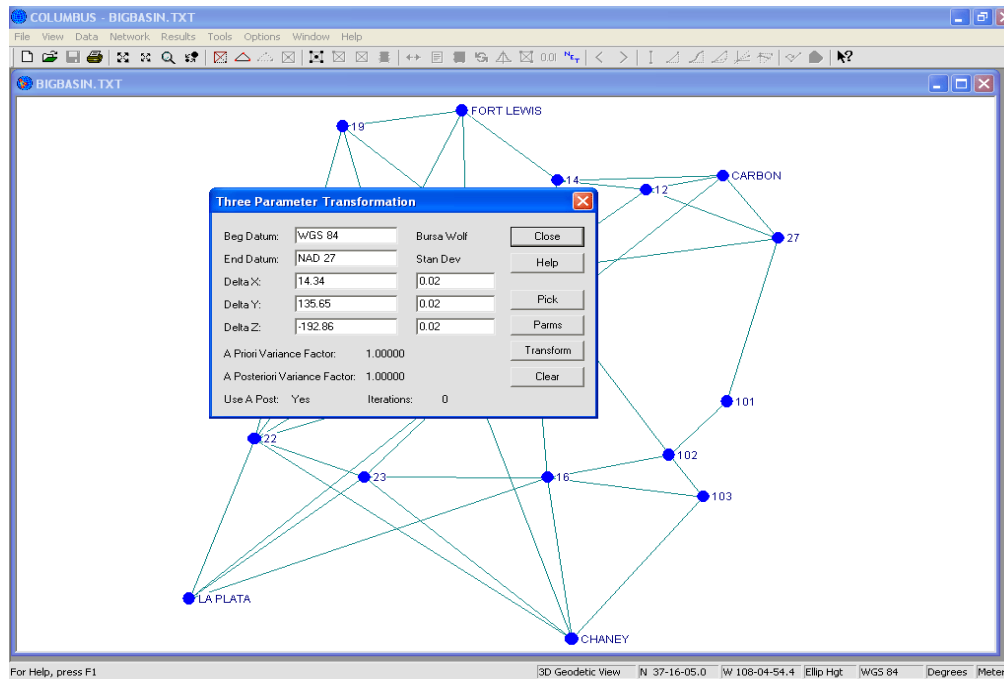 COLUMBUS - BIGBASIN.TXT
File View Data Network Results Tools Options Window Help
0.01
BIGBASIN.TXT
FORT LEWIS
19
14
CARBON
12
27
Three Parameter Transformation
Beg Datum: WGS 84 Bursa Wolf Close
End Datum: NAD 27 Stan Dev Help
Delta X: 14.34 0.02
Delta Y: 135.65 0.02 Pick
Delta Z: -192.86 0.02 Parms
A Priori Variance Factor: 1.00000 Transform
A Posteriori Variance Factor: 1.00000 Clear
Use A Post: Yes Iterations: 0
101
22
102
23
16
103
LA PLATA
CHANEY
For Help, press F1 3D Geodetic View N 37-16-05.0 W 108-04-54.4 Ellip Hgt WGS 84 Degrees Meter